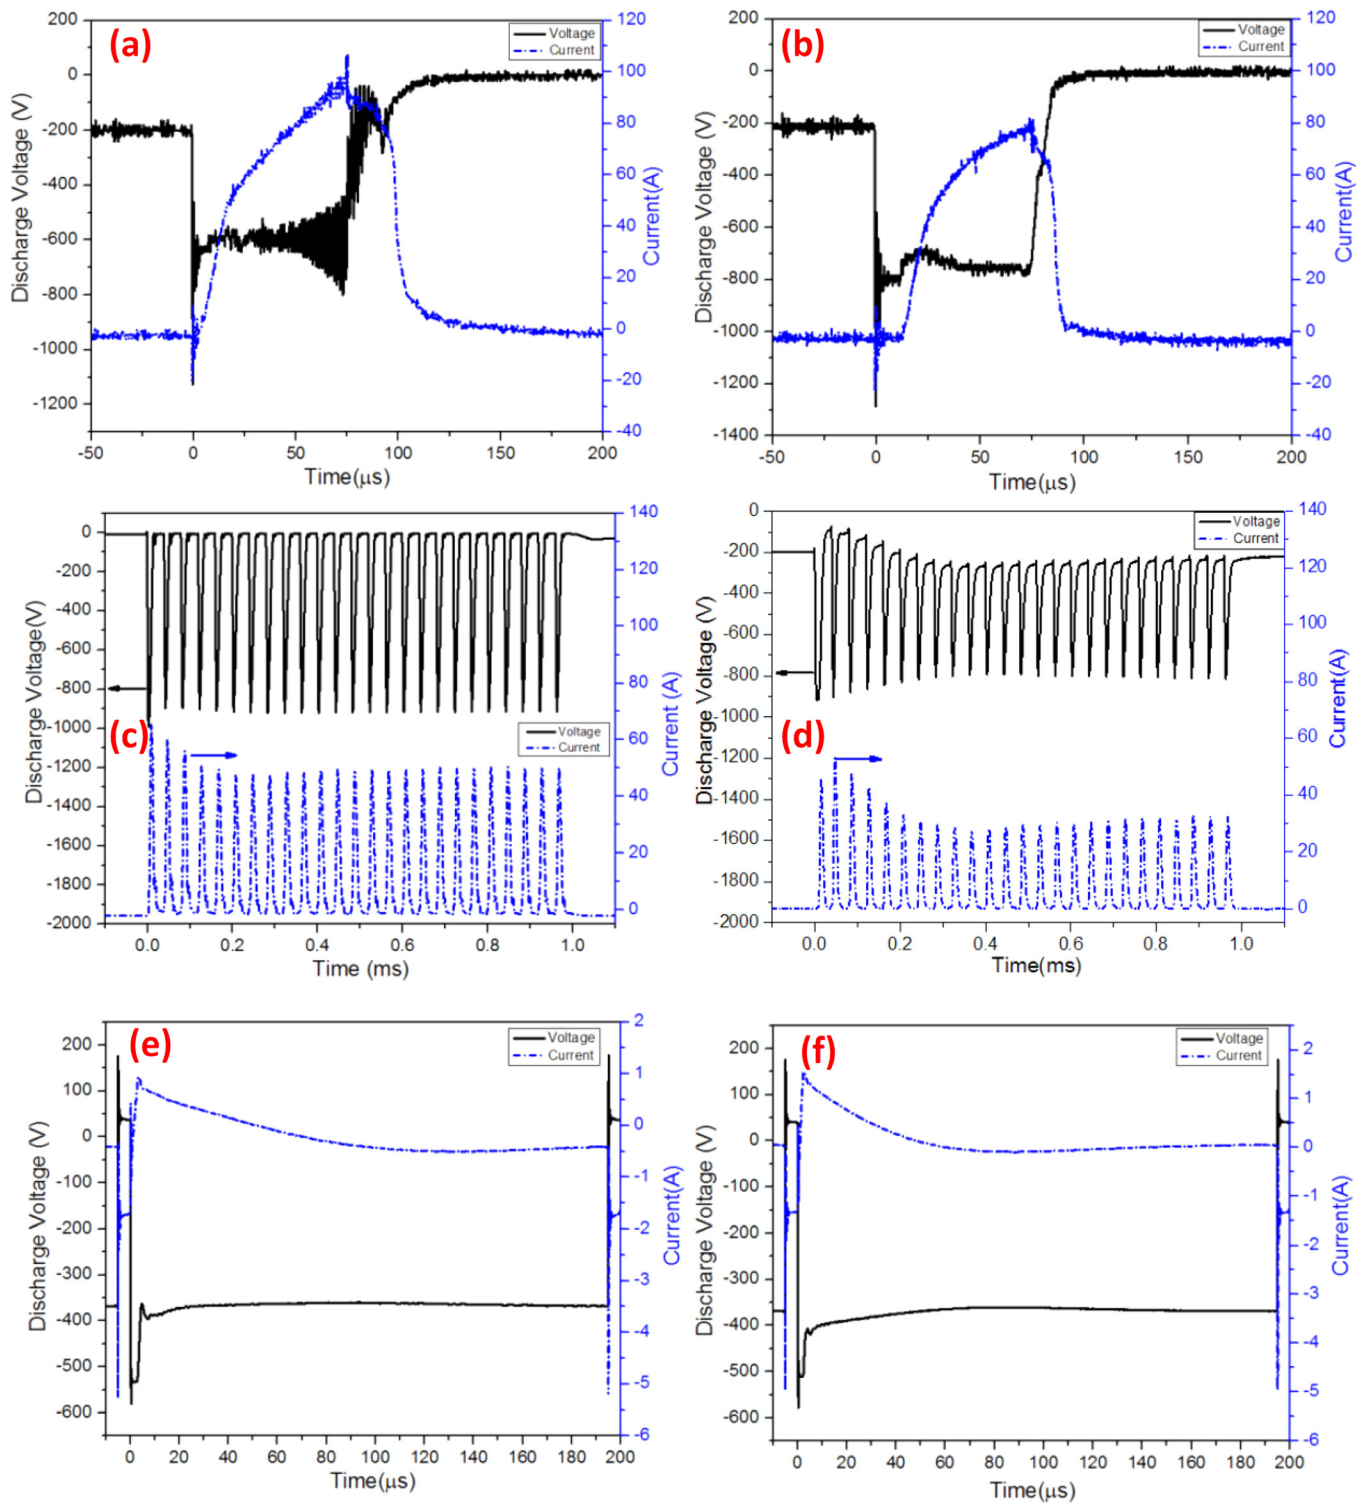 (a)
Voltage
Current
200
0
-200
-400
-600
-800
-1000
-1200
Discharge Voltage (V)
120
100
80
60
40
20
0
-20
-40
Current(A)
-50 0 50 100 150 200
Time(μs)
(b)
Voltage
Current
200
0
-200
-400
-600
-800
-1000
-1200
-1400
Discharge Voltage (V)
120
100
80
60
40
20
0
-20
-40
Current(A)
-50 0 50 100 150 200
Time(μs)
(c)
Voltage
Current
0
-200
-400
-600
-800
-1000
-1200
-1400
-1600
-1800
-2000
Discharge Voltage(V)
140
120
100
80
60
40
20
0
Current (A)
0.0 0.2 0.4 0.6 0.8 1.0
Time (ms)
(d)
Voltage
Current
0
-200
-400
-600
-800
-1000
-1200
-1400
-1600
-1800
-2000
Discharge Voltage (V)
140
120
100
80
60
40
20
0
Current(A)
0.0 0.2 0.4 0.6 0.8 1.0
Time(ms)
(e)
Voltage
Current
200
100
0
-100
-200
-300
-400
-500
-600
Discharge Voltage (V)
2
1
0
-1
-2
-3
-4
-5
-6
Current(A)
0 20 40 60 80 100 120 140 160 180 200
Time(μs)
(f)
Voltage
Current
200
100
0
-100
-200
-300
-400
-500
-600
Discharge Voltage (V)
2
1
0
-1
-2
-3
-4
-5
-6
Current(A)
0 20 40 60 80 100 120 140 160 180 200
Time(μs)